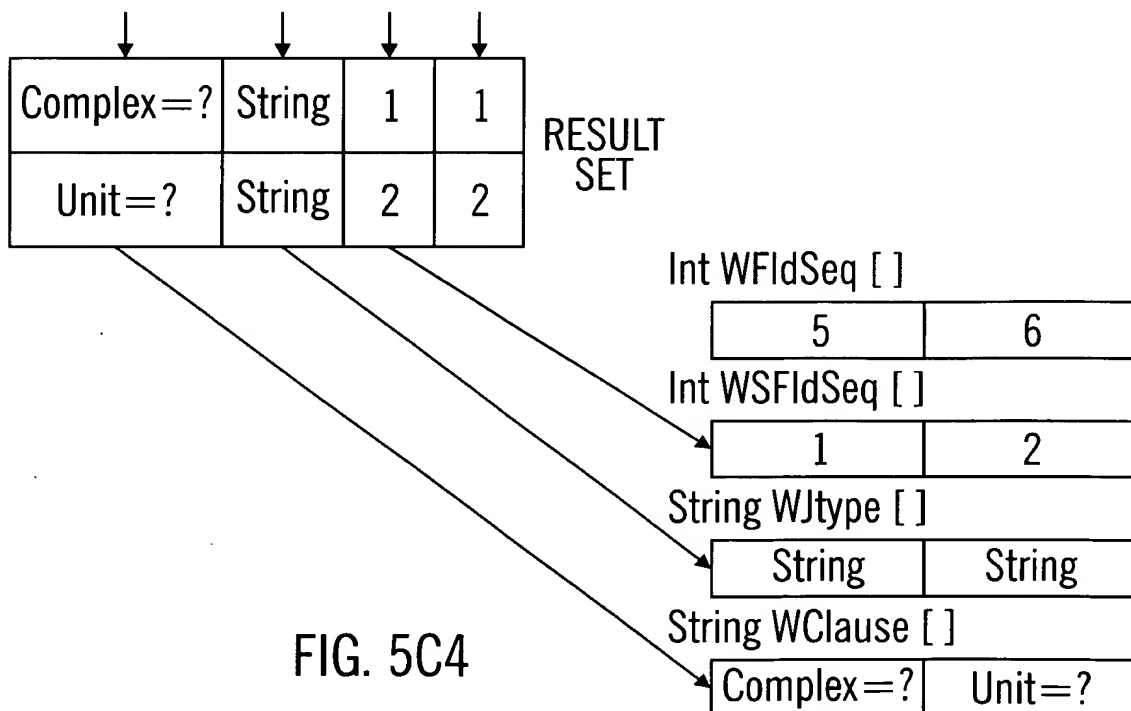 Complex=? String 1 1
Unit=? String 2 2
RESULT
SET
Int WFldSeq [ ]
5 6
Int WSFldSeq [ ]
1 2
String WJtype [ ]
String String
String WClause [ ]
Complex=? Unit=?
FIG. 5C4